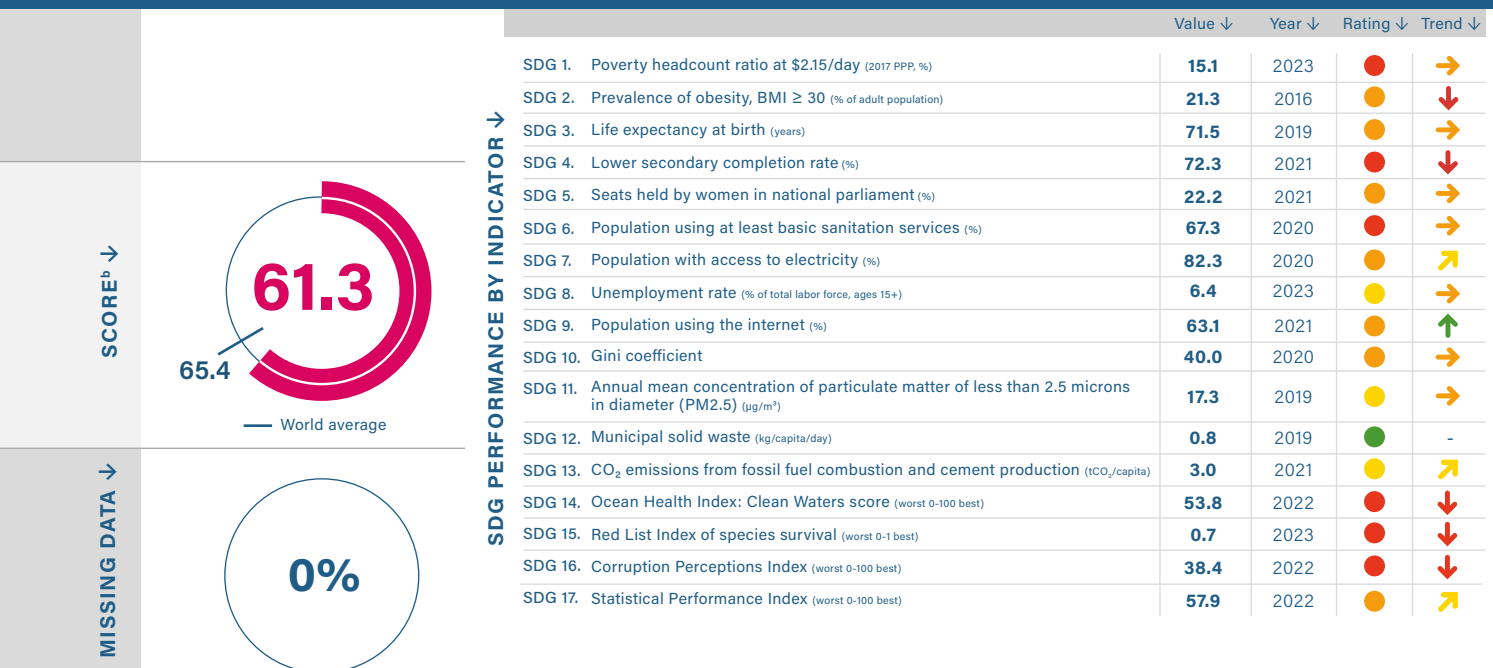 Value ↓ Year ↓ Rating ↓ Trend ↓
SCOREᵇ →
61.3
65.4
World average
MISSING DATA →
0%
SDG PERFORMANCE BY INDICATOR →
SDG 1. Poverty headcount ratio at $2.15/day (2017 PPP, %) 15.1 2023
SDG 2. Prevalence of obesity, BMI ≥ 30 (% of adult population) 21.3 2016
SDG 3. Life expectancy at birth (years) 71.5 2019
SDG 4. Lower secondary completion rate (%) 72.3 2021
SDG 5. Seats held by women in national parliament (%) 22.2 2021
SDG 6. Population using at least basic sanitation services (%) 67.3 2020
SDG 7. Population with access to electricity (%) 82.3 2020
SDG 8. Unemployment rate (% of total labor force, ages 15+) 6.4 2023
SDG 9. Population using the internet (%) 63.1 2021
SDG 10. Gini coefficient 40.0 2020
SDG 11. Annual mean concentration of particulate matter of less than 2.5 microns
in diameter (PM2.5) (μg/m³) 17.3 2019
SDG 12. Municipal solid waste (kg/capita/day) 0.8 2019 -
SDG 13. CO₂ emissions from fossil fuel combustion and cement production (tCO₂/capita) 3.0 2021
SDG 14. Ocean Health Index: Clean Waters score (worst 0-100 best) 53.8 2022
SDG 15. Red List Index of species survival (worst 0-1 best) 0.7 2023
SDG 16. Corruption Perceptions Index (worst 0-100 best) 38.4 2022
SDG 17. Statistical Performance Index (worst 0-100 best) 57.9 2022